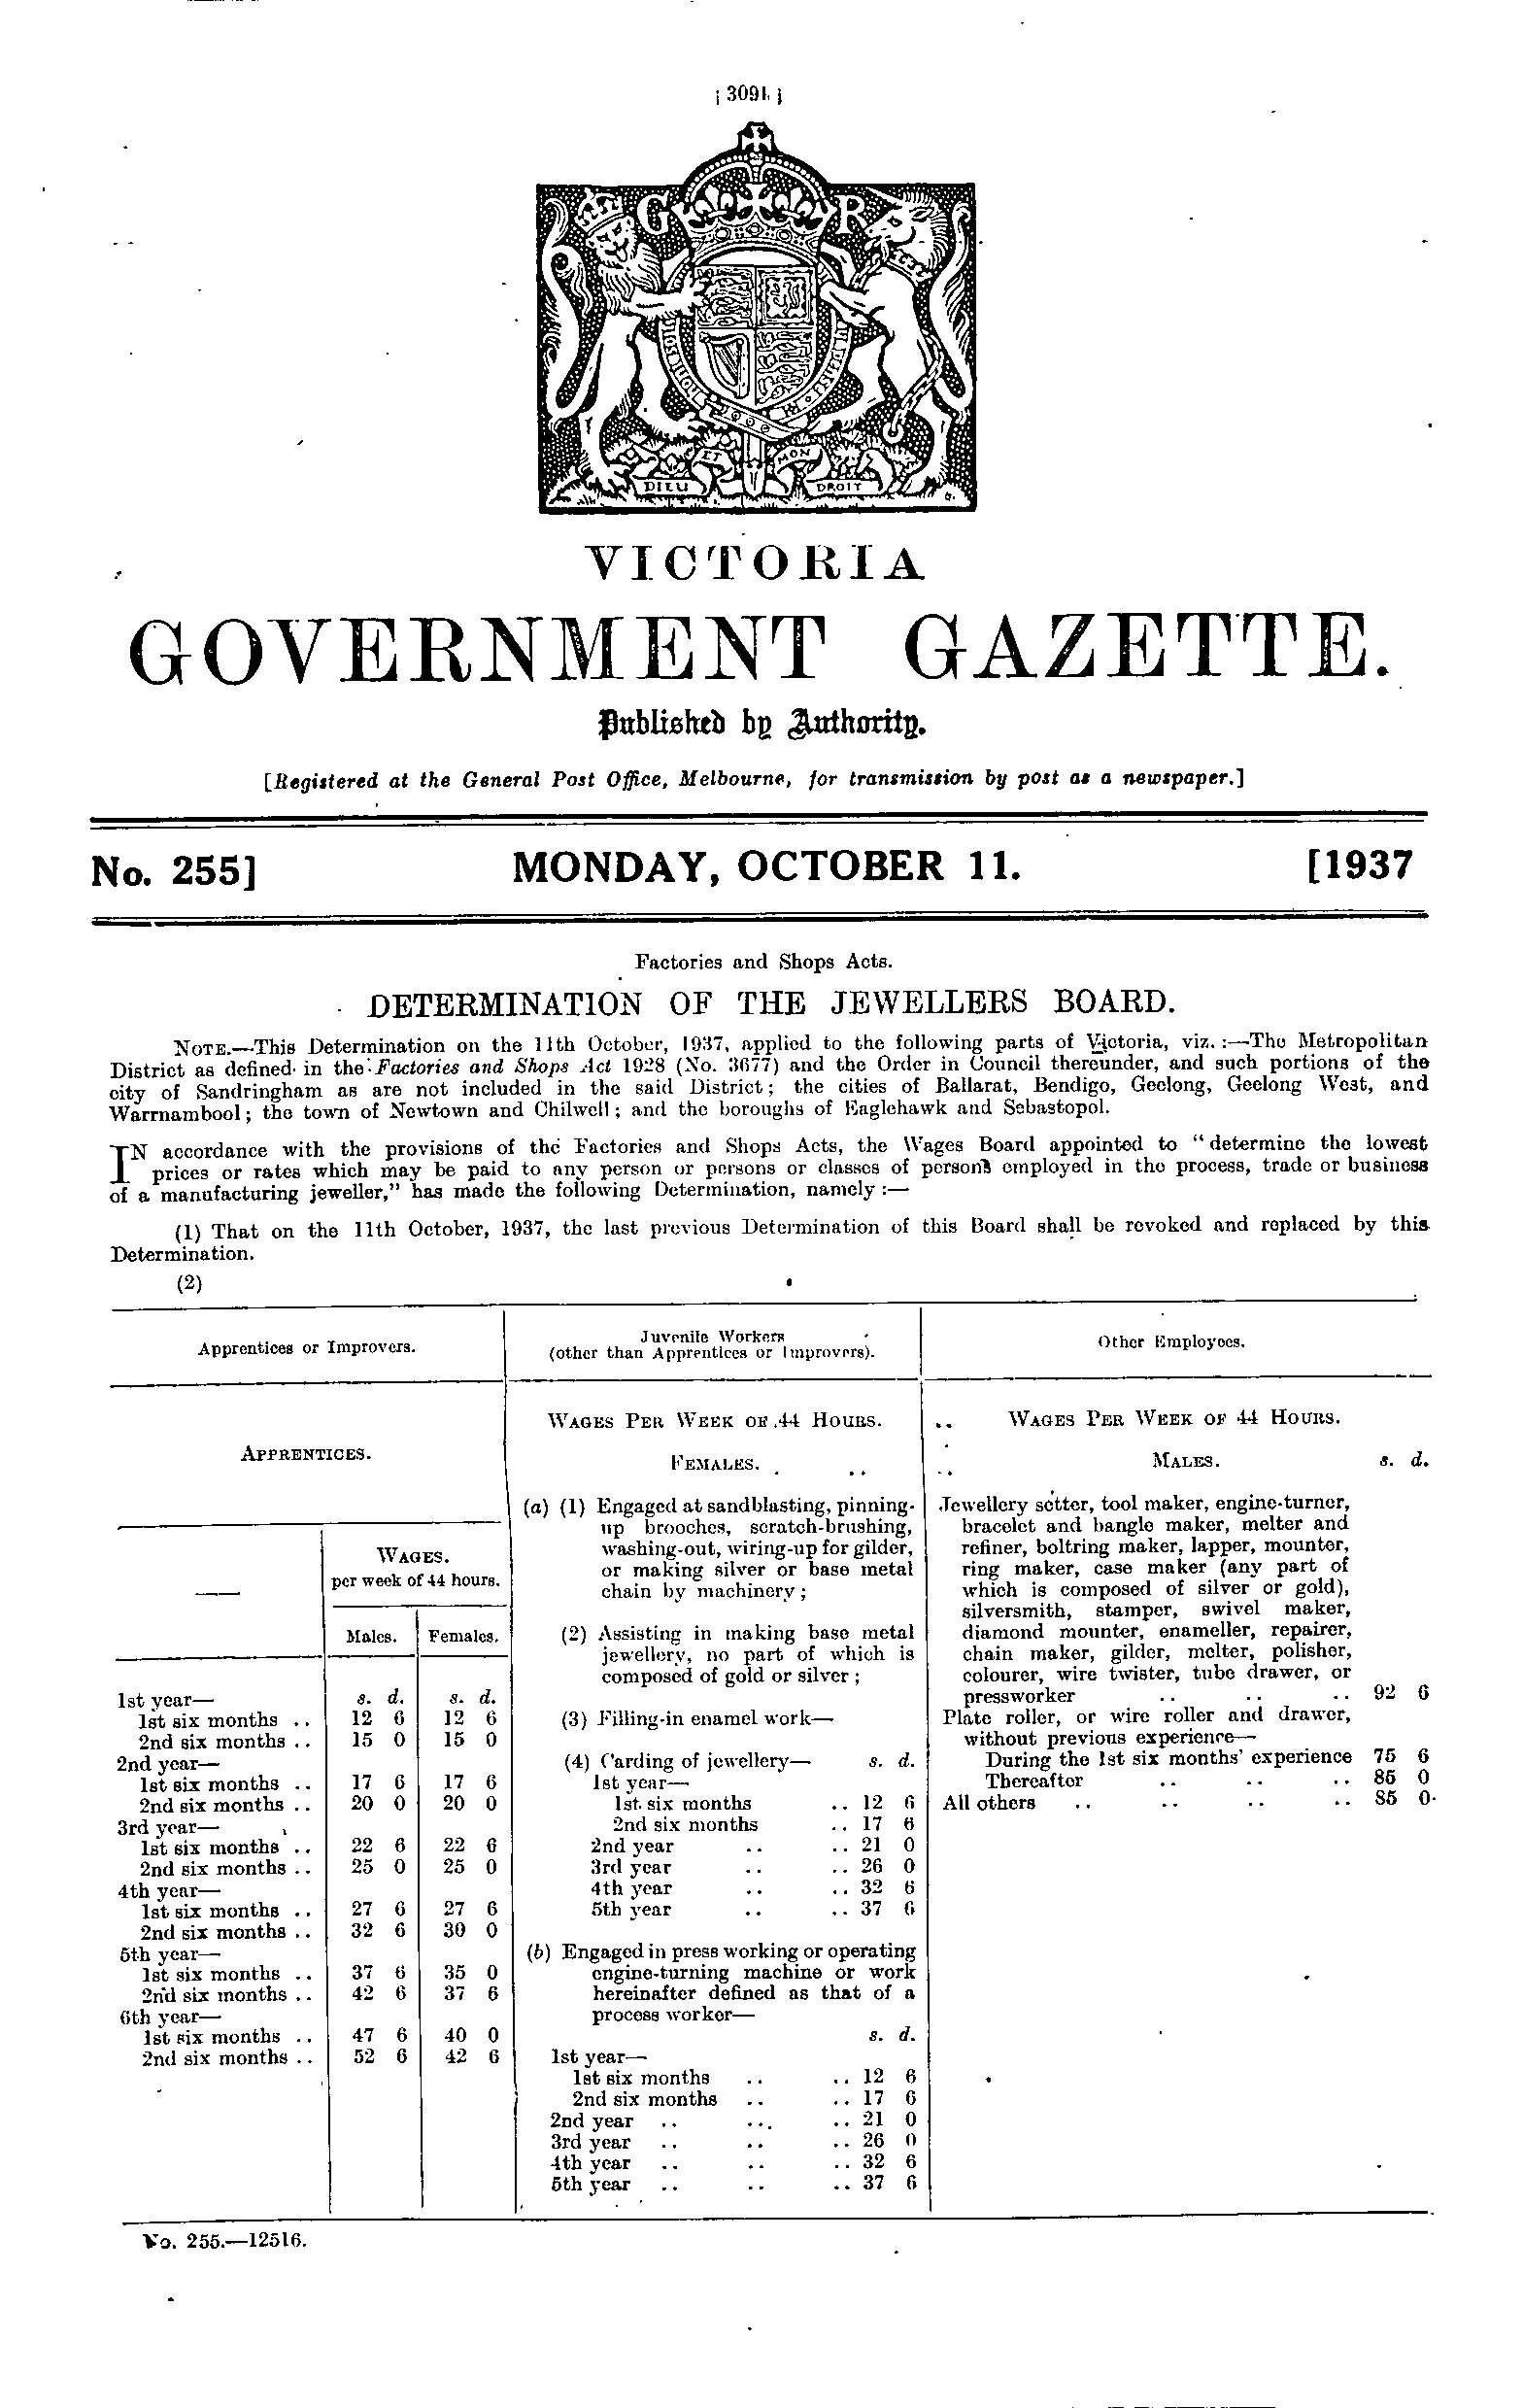 [ 3091 ]
G R
DIEU ET MON DROIT
VICTORIA
GOVERNMENT GAZETTE.
Published by Authority.
[Registered at the General Post Office, Melbourne, for transmission by post as a newspaper.]
No. 255] MONDAY, OCTOBER 11. [1937
Factories and Shops Acts.
DETERMINATION OF THE JEWELLERS BOARD.
NOTE.—This Determination on the 11th October, 1937, applied to the following parts of Victoria, viz. :—The Metropolitan
District as defined in the Factories and Shops Act 1928 (No. 3677) and the Order in Council thereunder, and such portions of the
city of Sandringham as are not included in the said District; the cities of Ballarat, Bendigo, Geelong, Geelong West, and
Warrnambool; the town of Newtown and Chilwell; and the boroughs of Eaglehawk and Sebastopol.
IN accordance with the provisions of the Factories and Shops Acts, the Wages Board appointed to "determine the lowest
prices or rates which may be paid to any person or persons or classes of persons employed in the process, trade or business
of a manufacturing jeweller," has made the following Determination, namely :—
(1) That on the 11th October, 1937, the last previous Determination of this Board shall be revoked and replaced by this
Determination.
(2)
Apprentices or Improvers.
APPRENTICES.
WAGES.
per week of 44 hours.
Males. Females.
s. d. s. d.
1st year—
1st six months .. 12 6 12 6
2nd six months .. 15 0 15 0
2nd year—
1st six months .. 17 6 17 6
2nd six months .. 20 0 20 0
3rd year—
1st six months .. 22 6 22 6
2nd six months .. 25 0 25 0
4th year—
1st six months .. 27 6 27 6
2nd six months .. 32 6 30 0
5th year—
1st six months .. 37 6 35 0
2nd six months .. 42 6 37 6
6th year—
1st six months .. 47 6 40 0
2nd six months .. 52 6 42 6
Juvenile Workers
(other than Apprentices or Improvers).
WAGES PER WEEK OF 44 HOURS.
FEMALES.
(a) (1) Engaged at sandblasting, pinning-
up brooches, scratch-brushing,
washing-out, wiring-up for gilder,
or making silver or base metal
chain by machinery;
(2) Assisting in making base metal
jewellery, no part of which is
composed of gold or silver;
(3) Filling-in enamel work—
(4) Carding of jewellery— s. d.
1st year—
1st six months .. 12 6
2nd six months .. 17 6
2nd year .. .. 21 0
3rd year .. .. 26 0
4th year .. .. 32 6
5th year .. .. 37 6
(b) Engaged in press working or operating
engine-turning machine or work
hereinafter defined as that of a
process worker—
s. d.
1st year—
1st six months .. .. 12 6
2nd six months .. .. 17 6
2nd year .. .. .. 21 0
3rd year .. .. .. 26 0
4th year .. .. .. 32 6
5th year .. .. .. 37 6
Other Employees.
WAGES PER WEEK OF 44 HOURS.
MALES. s. d.
Jewellery setter, tool maker, engine-turner,
bracelet and bangle maker, melter and
refiner, boltring maker, lapper, mounter,
ring maker, case maker (any part of
which is composed of silver or gold),
silversmith, stamper, swivel maker,
diamond mounter, enameller, repairer,
chain maker, gilder, melter, polisher,
colourer, wire twister, tube drawer, or
pressworker .. .. .. 92 6
Plate roller, or wire roller and drawer,
without previous experience—
During the 1st six months' experience 75 6
Thereafter .. .. .. 85 0
All others .. .. .. .. 85 0
No. 255.—12516.